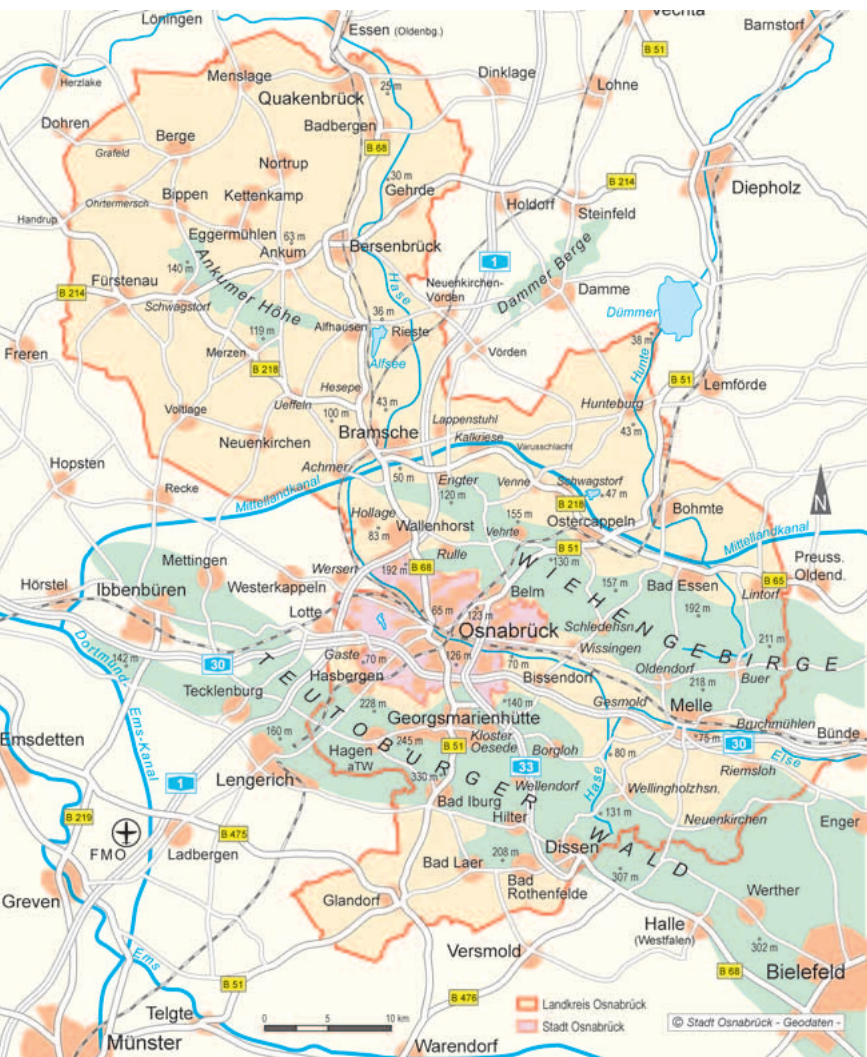 Löningen
Essen (Oldenbg.)
Vechta
Barnstorf
B 51
Herzlake
Menslage
25 m
Dinklage
Lohne
Quakenbrück
Dohren
Berge
Badbergen
Grafeld
B 68
Nortrup
30 m
B 214
Diepholz
Ohrtermersch
Bippen
Kettenkamp
Gehrde
Holdorf
Steinfeld
Handrup
Eggermühlen
63 m
Ankum
Bersenbrück
140 m
Ankumer Höhe
Hase
1
Dammer Berge
Fürstenau
B 214
Neuenkirchen-
Vörden
Damme
Schwagstorf
Dümmer
36 m
119 m
Alfhausen
Rieste
38 m
Freren
Merzen
Vörden
Alfsee
Hunte
B 218
Hesepe
B 51
Lemförde
Voltlage
Ueffeln
43 m
Hunteburg
100 m
Lappenstuhl
43 m
Neuenkirchen
Bramsche
Kalkriese
Varusschlacht
Hopsten
Achmer
50 m
Engter
Venne
Schwagstorf
Recke
120 m
47 m
Mittellandkanal
B 218
Bohmte
N
Hollage
155 m
Wallenhorst
Ostercappeln
83 m
Vehrte
Mittellandkanal
Mettingen
Rulle
B 51
Preuss.
Oldend.
Wersen
192 m
B 68
130 m
Hörstel
Westerkappeln
157 m
Bad Essen
B 65
Ibbenbüren
Belm
Lintorf
Lotte
65 m
123 m
192 m
WIEHENGEBIRGE
Osnabrück
Schledehsn.
Dortmund-
Ems-Kanal
211 m
30
Gaste
Wissingen
142 m
70 m
126 m
70 m
Oldendorf
Hasbergen
Bissendorf
Buer
Tecklenburg
218 m
228 m
140 m
Gesmold
Melle
TEUTOBURGER WALD
Georgsmarienhütte
Bruchmühlen
Emsdetten
160 m
Kloster
Oesede
75 m
30
Bünde
Hagen
aTW
245 m
B 51
Borgloh
80 m
Else
1
Lengerich
330 m
33
Riemsloh
Wellendorf
Hase
Wellingholzhsn.
Bad Iburg
B 219
131 m
Neuenkirchen
FMO
B 475
Hilter
Enger
Ladbergen
Dissen
Bad Laer
208 m
Greven
Glandorf
Bad
Rothenfelde
307 m
Werther
Halle
(Westfalen)
302 m
Ems
Versmold
Bielefeld
B 51
B 68
B 476
Telgte
0
5
10 km
Landkreis Osnabrück
Stadt Osnabrück
© Stadt Osnabrück - Geodaten -
Münster
Warendorf